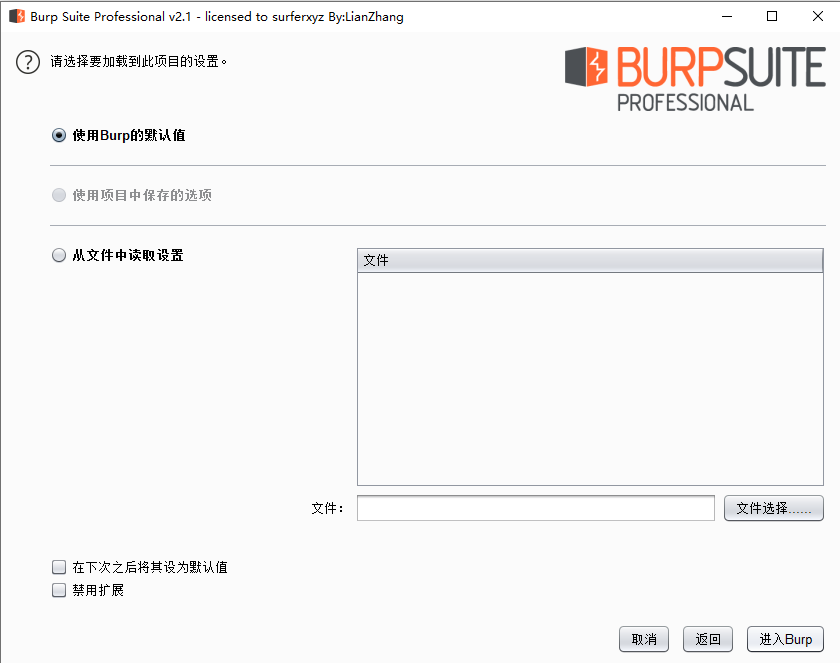 Burp Suite Professional v2.1 - licensed to surferxyz By:LianZhang
请选择要加载到此项目的设置。
BURPSUITE
PROFESSIONAL
使用Burp的默认值
使用项目中保存的选项
从文件中读取设置
文件
文件：
文件选择......
在下次之后将其设为默认值
禁用扩展
取消
返回
进入Burp